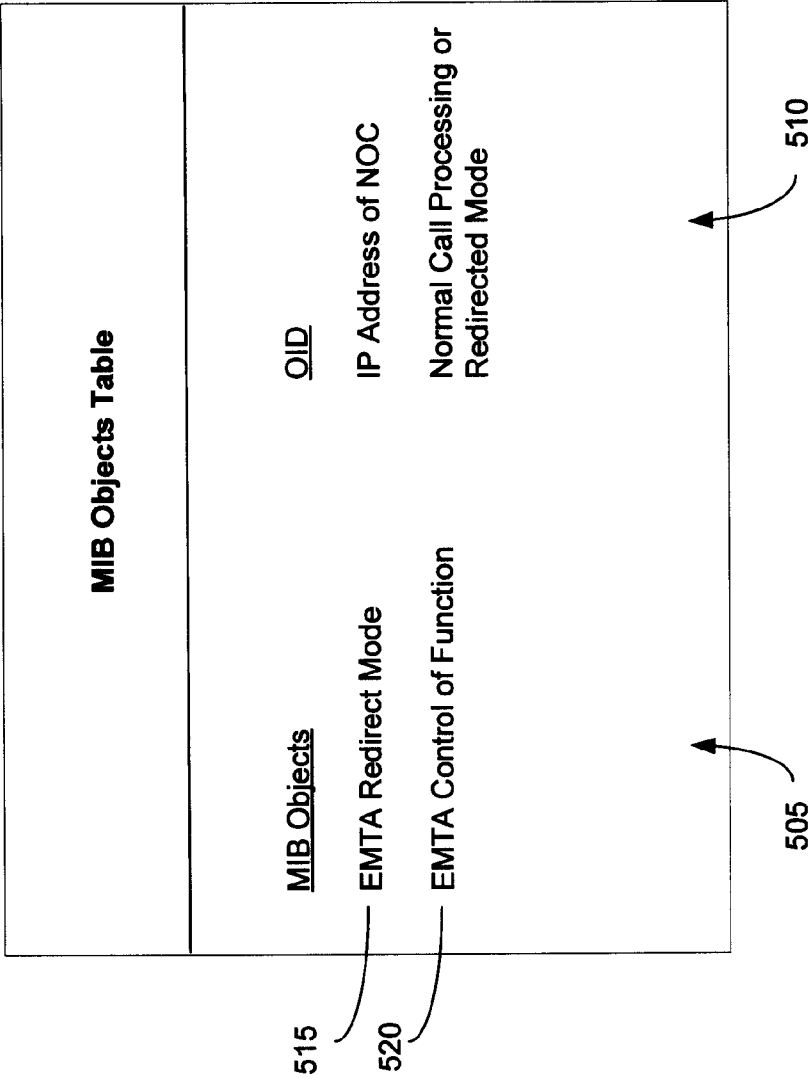 MIB Objects Table
MIB Objects
OID
515
EMTA Redirect Mode
IP Address of NOC
520
EMTA Control of Function
Normal Call Processing or
Redirected Mode
505
510